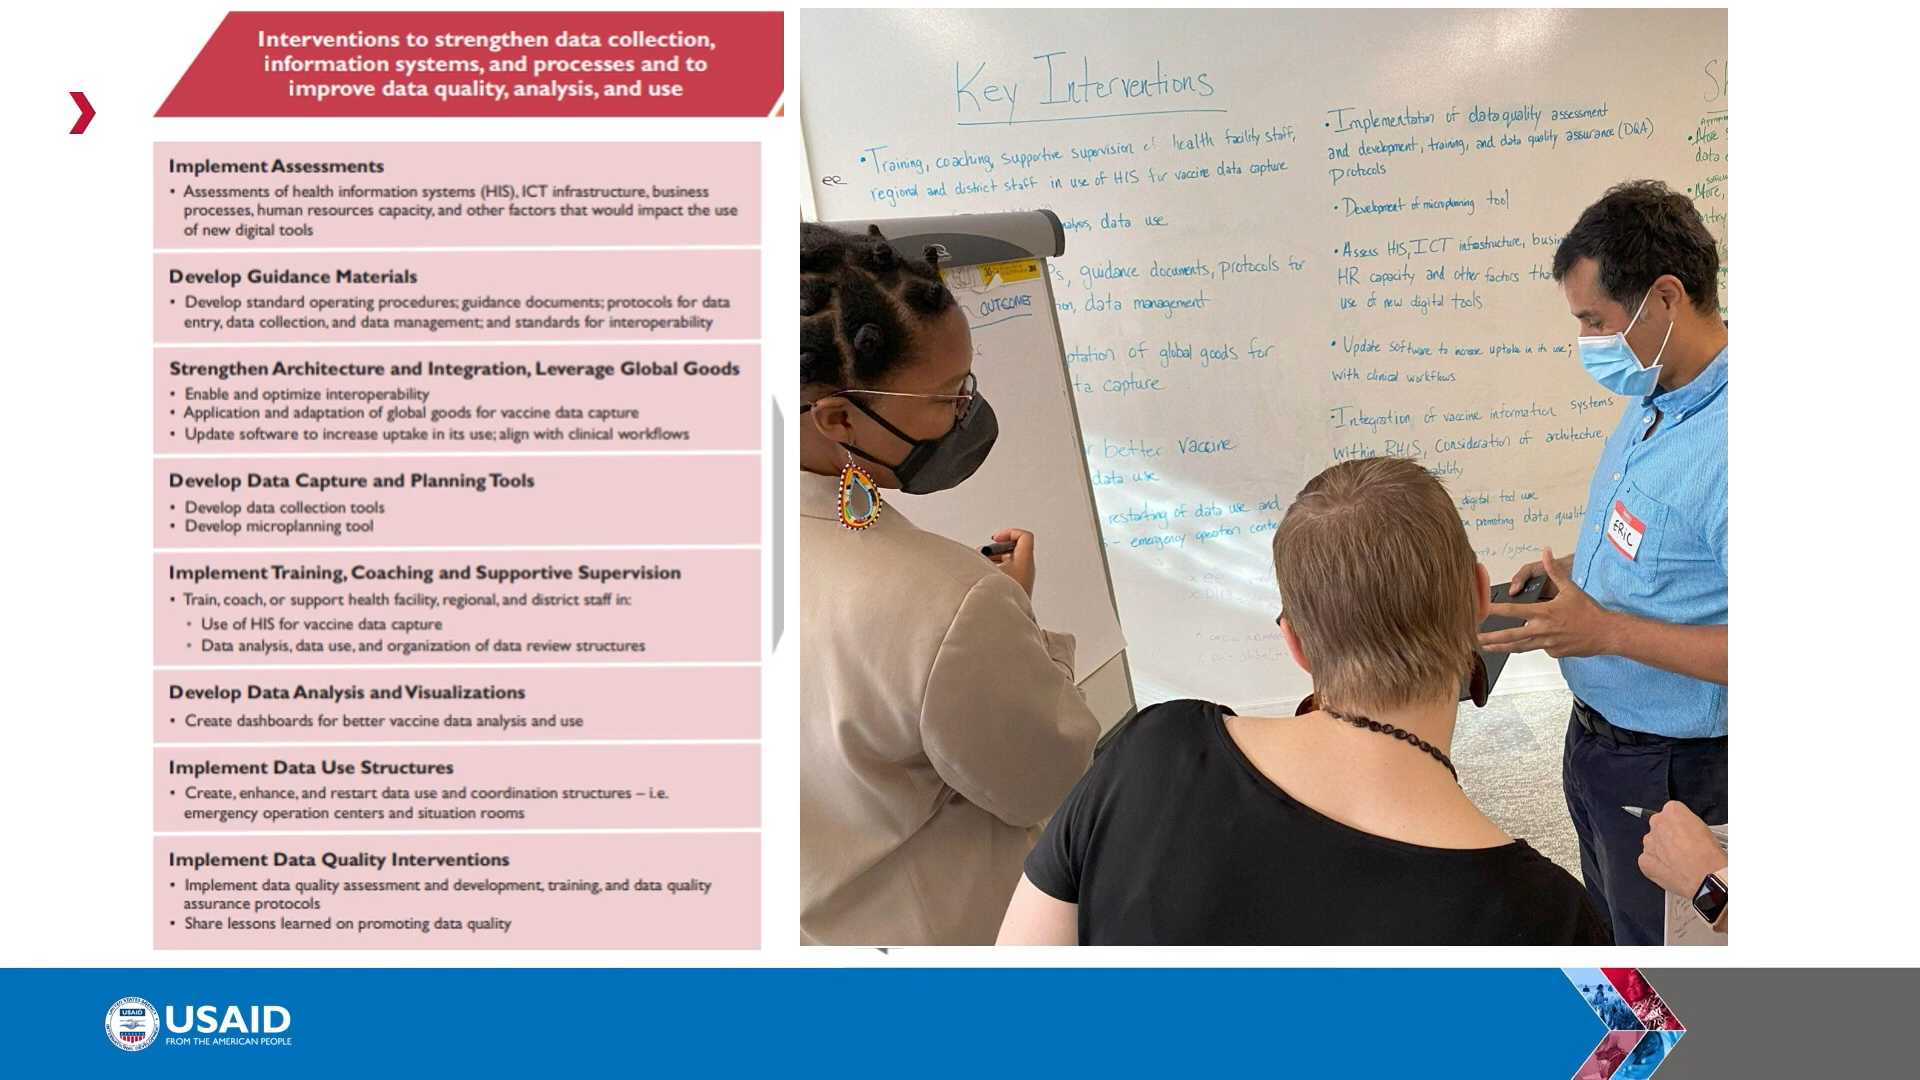 Interventions to strengthen data collection,
information systems, and processes and to
improve data quality, analysis, and use
Implement Assessments
• Assessments of health information systems (HIS), ICT infrastructure, business
processes, human resources capacity, and other factors that would impact the use
of new digital tools
Develop Guidance Materials
• Develop standard operating procedures; guidance documents; protocols for data
entry, data collection, and data management; and standards for interoperability
Strengthen Architecture and Integration, Leverage Global Goods
• Enable and optimize interoperability
• Application and adaptation of global goods for vaccine data capture
• Update software to increase uptake in its use; align with clinical workflows
Develop Data Capture and Planning Tools
• Develop data collection tools
• Develop microplanning tool
Implement Training, Coaching and Supportive Supervision
• Train, coach, or support health facility, regional, and district staff in:
• Use of HIS for vaccine data capture
• Data analysis, data use, and organization of data review structures
Develop Data Analysis and Visualizations
• Create dashboards for better vaccine data analysis and use
Implement Data Use Structures
• Create, enhance, and restart data use and coordination structures – i.e.
emergency operation centers and situation rooms
Implement Data Quality Interventions
• Implement data quality assessment and development, training, and data quality
assurance protocols
• Share lessons learned on promoting data quality
Key Interventions
• Training, coaching, supportive supervision of health facility staff,
regional and district staff in use of HIS for vaccine data capture
ee
data use
guidance documents, protocols for
data management
of global goods for
capture
better vaccine
data use
restarting of data use and
- emergency operation
OUTCOMES
• Implementation of data quality assessment
and development, training, and data quality assurance (DQA)
Protocols
• Development of microplanning tool
• Assess HIS, ICT infostructure,
HR capacity and other factors
use of new digital tools
• Update software to increase uptake in its use;
with clinical workflows
• Integration of vaccine information systems
within RHIS, Consideration of architecture,
digital tool use
promoting data
• More
data
• More,
ERIC
USAID
USAID
FROM THE AMERICAN PEOPLE